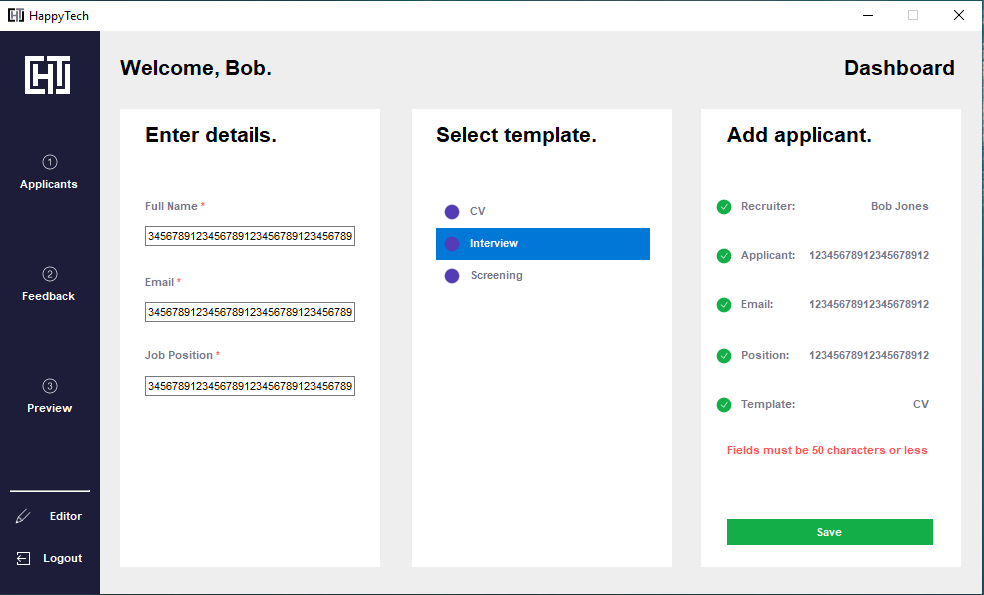 HappyTech
Welcome, Bob.
Dashboard
1
Applicants
2
Feedback
3
Preview
Editor
Logout
Enter details.
Full Name *
3456789123456789123456789123456789
Email *
3456789123456789123456789123456789
Job Position *
3456789123456789123456789123456789
Select template.
CV
Interview
Screening
Add applicant.
Recruiter: Bob Jones
Applicant: 12345678912345678912
Email: 12345678912345678912
Position: 12345678912345678912
Template: CV
Fields must be 50 characters or less
Save